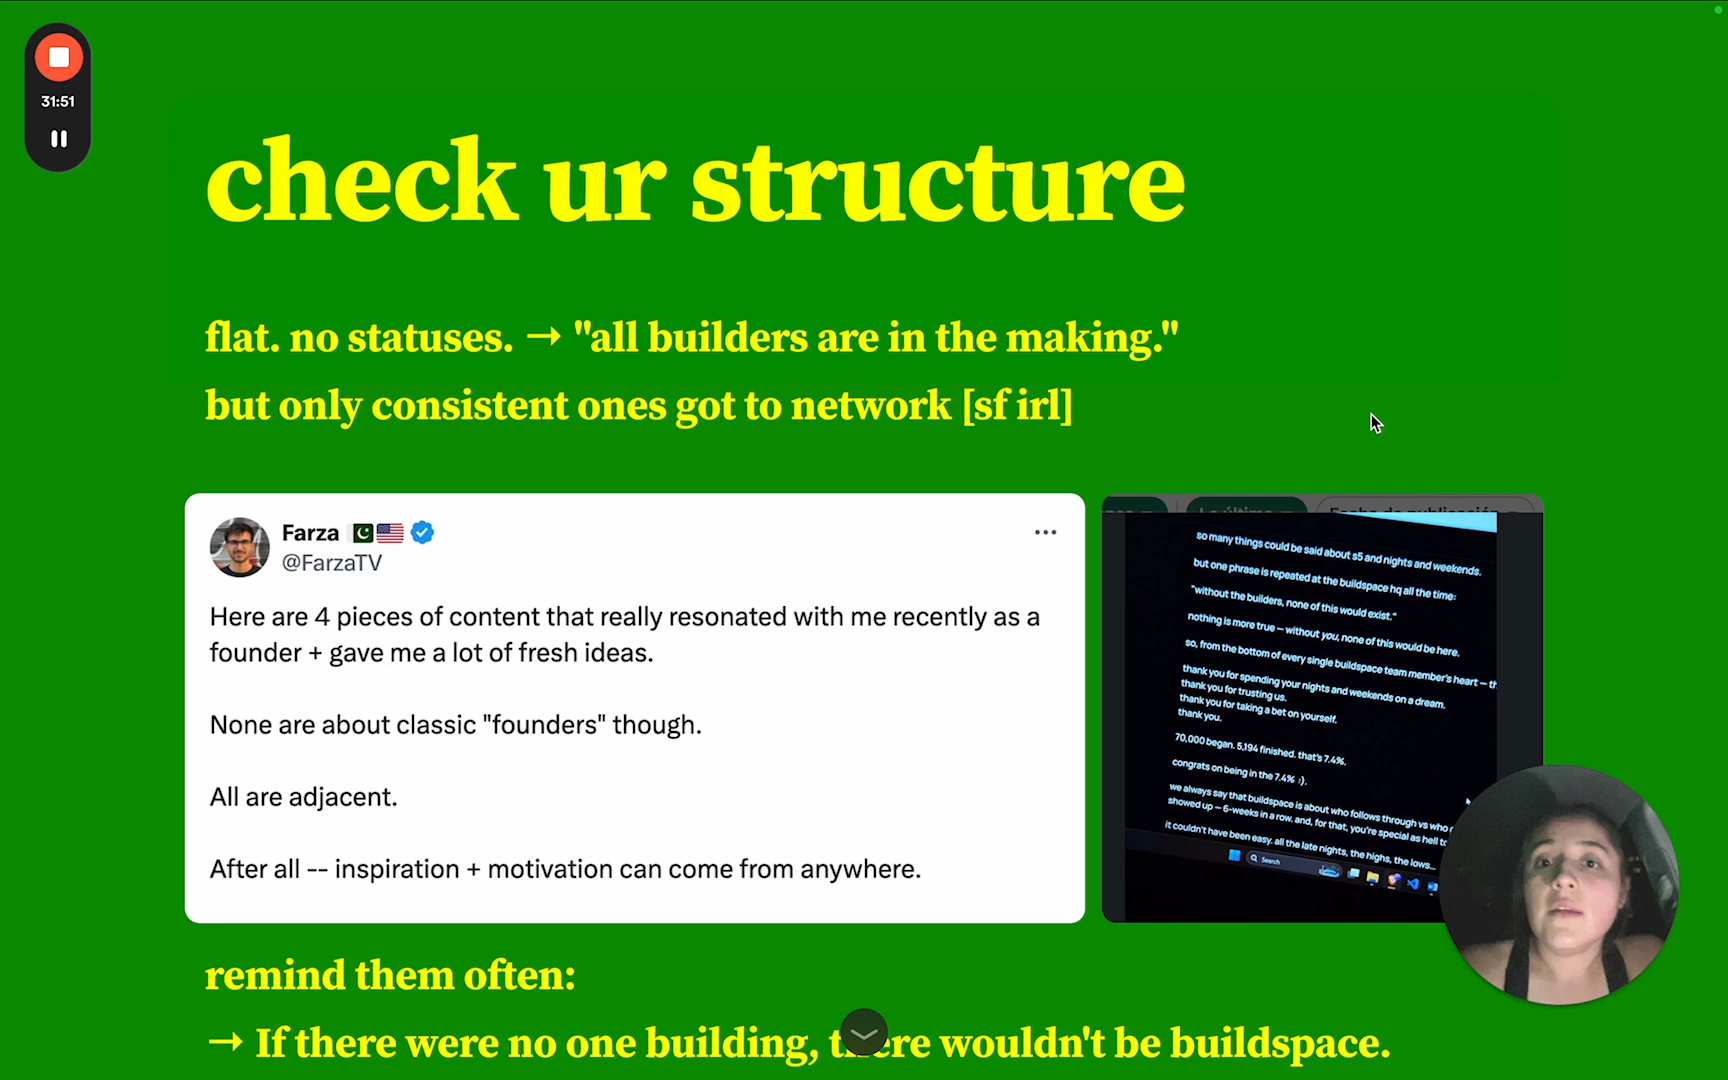 31:51
check ur structure
flat. no statuses. → "all builders are in the making."
but only consistent ones got to network [sf irl]
Farza
@FarzaTV
Here are 4 pieces of content that really resonated with me recently as a
founder + gave me a lot of fresh ideas.
None are about classic "founders" though.
All are adjacent.
After all -- inspiration + motivation can come from anywhere.
so many things could be said about s5 and nights and weekends.
but one phrase is repeated at the buildspace hq all the time:
"without the builders, none of this would exist."
nothing is more true – without you, none of this would be here.
so, from the bottom of every single buildspace team member's heart –
thank you for spending your nights and weekends on a dream.
thank you for trusting us.
thank you for taking a bet on yourself.
thank you.
70,000 began. 5,194 finished. that's 7.4%.
congrats on being in the 7.4% :).
we always say that buildspace is about who follows through vs who
showed up – 6-weeks in a row. and, for that, you're special as hell
it couldn't have been easy. all the late nights, the highs, the lows...
Search
remind them often:
→ If there were no one building, there wouldn't be buildspace.